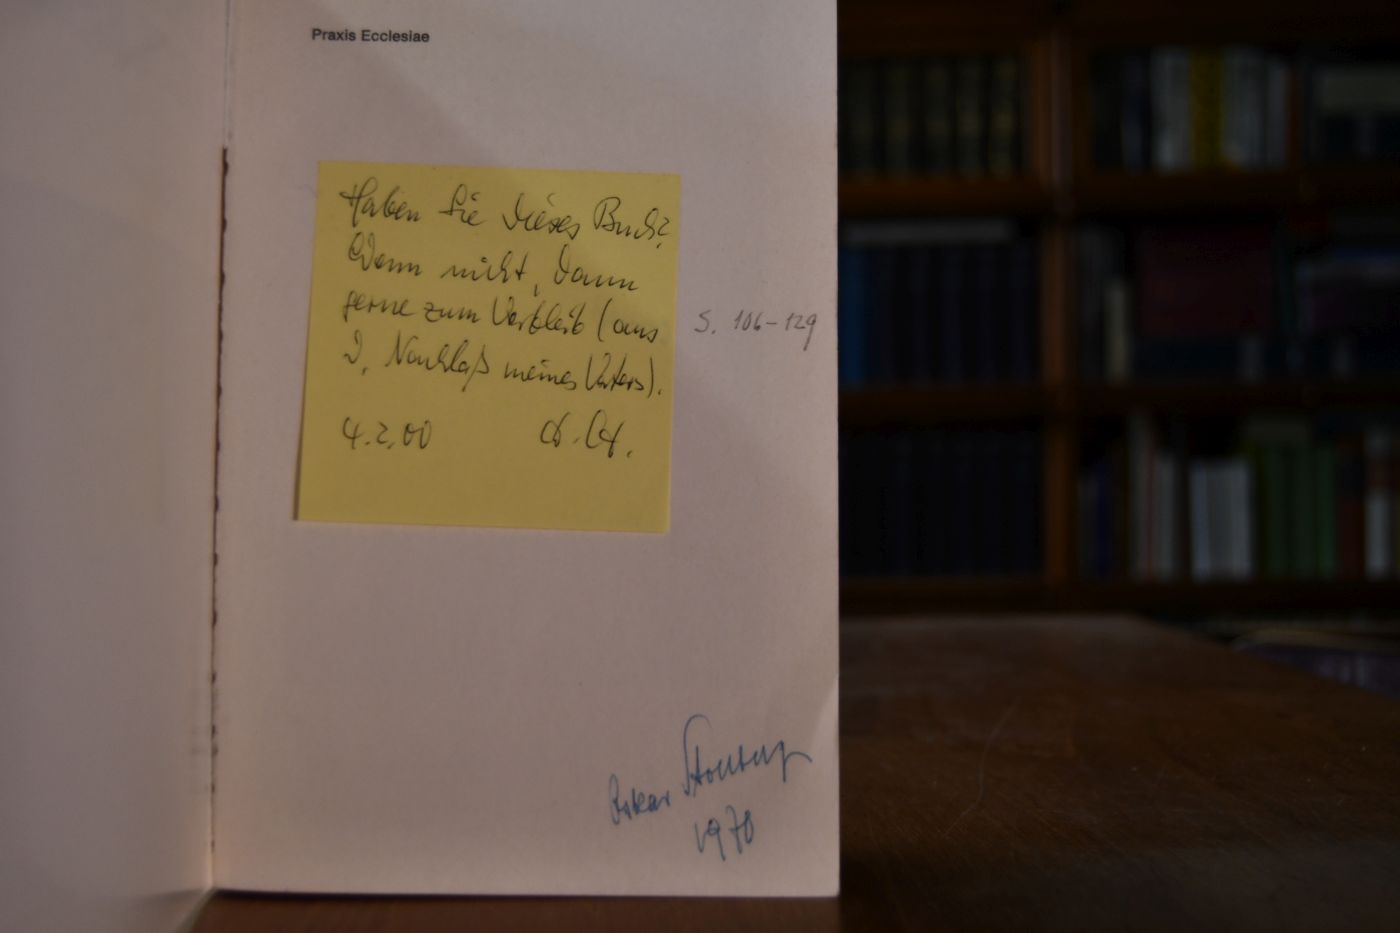 Praxis Ecclesiae
Haben Sie dieses Buch?
Wenn nicht, dann
gerne zum Verbleib (aus
d. Nachlaß meines Vaters).
4.2.00
S. 106-129
Oskar
1970